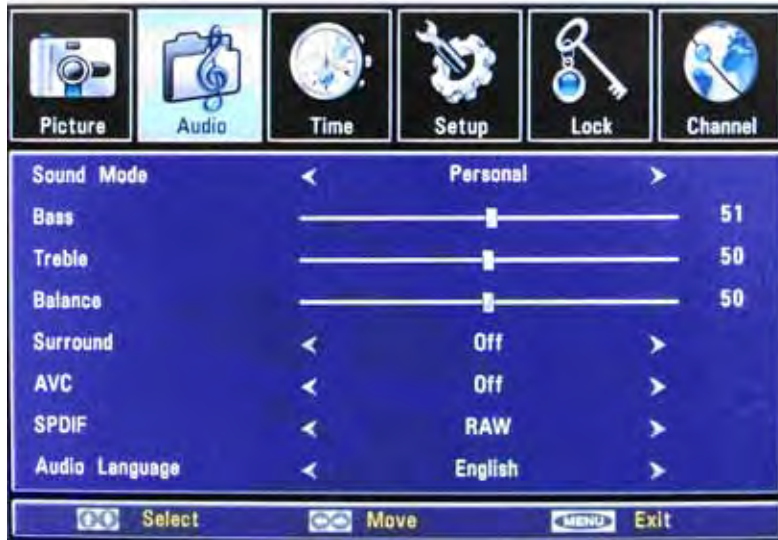 Picture Audio Time Setup Lock Channel
Sound Mode Personal
Bass 51
Treble 50
Balance 50
Surround Off
AVC Off
SPDIF RAW
Audio Language English
Select Move MENU Exit